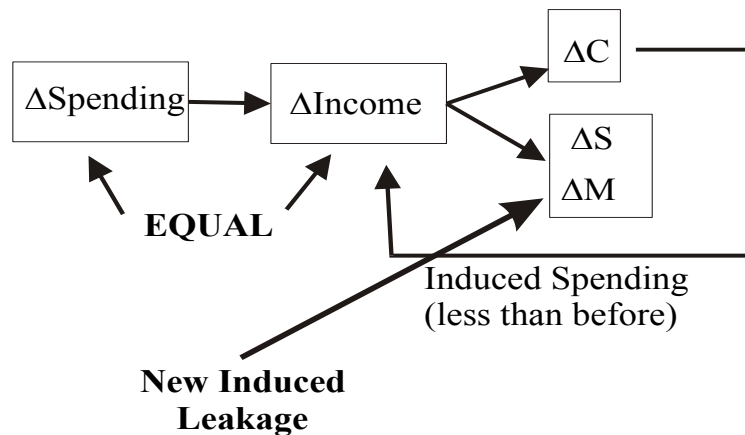 ΔC
ΔSpending
ΔIncome
ΔS
ΔM
EQUAL
Induced Spending
(less than before)
New Induced
Leakage